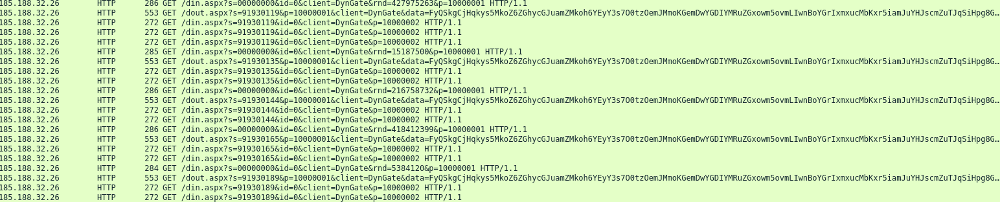 185.188.32.26 HTTP 286 GET /din.aspx?s=00000000&id=0&client=DynGate&rnd=427975263&p=10000001 HTTP/1.1
185.188.32.26 HTTP 553 GET /dout.aspx?s=91930119&p=10000001&client=DynGate&data=FyQSkgCjHqkys5MkoZ6ZGhycGJuamZMkoh6YEyY3s7O0tzOemJMmoKGemDwYGDIYMRuZGxowm5ovmLIwnBoYGrIxmxucMbKxr5iamJuYHJscmZuTJqSiHpg8G…
185.188.32.26 HTTP 272 GET /din.aspx?s=91930119&id=0&client=DynGate&p=10000002 HTTP/1.1
185.188.32.26 HTTP 272 GET /din.aspx?s=91930119&id=0&client=DynGate&p=10000002 HTTP/1.1
185.188.32.26 HTTP 272 GET /din.aspx?s=91930119&id=0&client=DynGate&p=10000002 HTTP/1.1
185.188.32.26 HTTP 285 GET /din.aspx?s=00000000&id=0&client=DynGate&rnd=15187500&p=10000001 HTTP/1.1
185.188.32.26 HTTP 553 GET /dout.aspx?s=91930135&p=10000001&client=DynGate&data=FyQSkgCjHqkys5MkoZ6ZGhycGJuamZMkoh6YEyY3s7O0tzOemJMmoKGemDwYGDIYMRuZGxowm5ovmLIwnBoYGrIxmxucMbKxr5iamJuYHJscmZuTJqSiHpg8G…
185.188.32.26 HTTP 272 GET /din.aspx?s=91930135&id=0&client=DynGate&p=10000002 HTTP/1.1
185.188.32.26 HTTP 272 GET /din.aspx?s=91930135&id=0&client=DynGate&p=10000002 HTTP/1.1
185.188.32.26 HTTP 286 GET /din.aspx?s=00000000&id=0&client=DynGate&rnd=216758732&p=10000001 HTTP/1.1
185.188.32.26 HTTP 553 GET /dout.aspx?s=91930144&p=10000001&client=DynGate&data=FyQSkgCjHqkys5MkoZ6ZGhycGJuamZMkoh6YEyY3s7O0tzOemJMmoKGemDwYGDIYMRuZGxowm5ovmLIwnBoYGrIxmxucMbKxr5iamJuYHJscmZuTJqSiHpg8G…
185.188.32.26 HTTP 272 GET /din.aspx?s=91930144&id=0&client=DynGate&p=10000002 HTTP/1.1
185.188.32.26 HTTP 272 GET /din.aspx?s=91930144&id=0&client=DynGate&p=10000002 HTTP/1.1
185.188.32.26 HTTP 286 GET /din.aspx?s=00000000&id=0&client=DynGate&rnd=418412399&p=10000001 HTTP/1.1
185.188.32.26 HTTP 553 GET /dout.aspx?s=91930165&p=10000001&client=DynGate&data=FyQSkgCjHqkys5MkoZ6ZGhycGJuamZMkoh6YEyY3s7O0tzOemJMmoKGemDwYGDIYMRuZGxowm5ovmLIwnBoYGrIxmxucMbKxr5iamJuYHJscmZuTJqSiHpg8G…
185.188.32.26 HTTP 272 GET /din.aspx?s=91930165&id=0&client=DynGate&p=10000002 HTTP/1.1
185.188.32.26 HTTP 272 GET /din.aspx?s=91930165&id=0&client=DynGate&p=10000002 HTTP/1.1
185.188.32.26 HTTP 284 GET /din.aspx?s=00000000&id=0&client=DynGate&rnd=5384120&p=10000001 HTTP/1.1
185.188.32.26 HTTP 553 GET /dout.aspx?s=91930189&p=10000001&client=DynGate&data=FyQSkgCjHqkys5MkoZ6ZGhycGJuamZMkoh6YEyY3s7O0tzOemJMmoKGemDwYGDIYMRuZGxowm5ovmLIwnBoYGrIxmxucMbKxr5iamJuYHJscmZuTJqSiHpg8G…
185.188.32.26 HTTP 272 GET /din.aspx?s=91930189&id=0&client=DynGate&p=10000002 HTTP/1.1
185.188.32.26 HTTP 272 GET /din.aspx?s=91930189&id=0&client=DynGate&p=10000002 HTTP/1.1